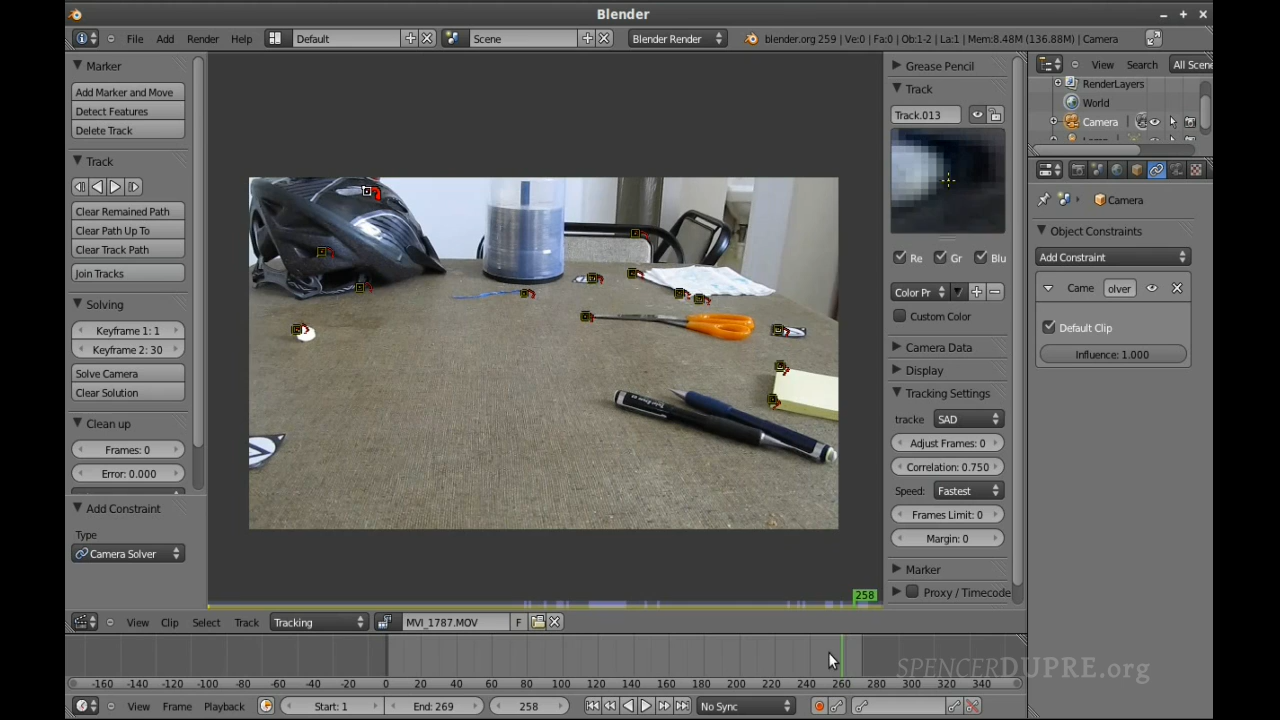 Blender
File Add Render Help Default Scene Blender Render blender.org 259 | Ve:0 | Fa:0 | Ob:1-2 | La:1 | Mem:8.48M (136.88M) | Camera
Marker
Add Marker and Move
Detect Features
Delete Track
Track
Clear Remained Path
Clear Path Up To
Clear Track Path
Join Tracks
Solving
Keyframe 1: 1
Keyframe 2: 30
Solve Camera
Clear Solution
Clean up
Frames: 0
Error: 0.000
Add Constraint
Type
Camera Solver
Grease Pencil
Track
Track.013
Re Gr Blu
Color Pr
Custom Color
Camera Data
Display
Tracking Settings
tracke SAD
Adjust Frames: 0
Correlation: 0.750
Speed: Fastest
Frames Limit: 0
Margin: 0
Marker
Proxy / Timecode
View Search All Scene
RenderLayers
World
Camera
Camera
Object Constraints
Add Constraint
Came olver
Default Clip
Influence: 1.000
258
View Clip Select Track Tracking MVI_1787.MOV F
-160 -140 -120 -100 -80 -60 -40 -20 0 20 40 60 80 100 120 140 160 180 200 220 240 260 280 300 320 340
View Frame Playback Start: 1 End: 269 258 No Sync
SPENCERDUPRE.org